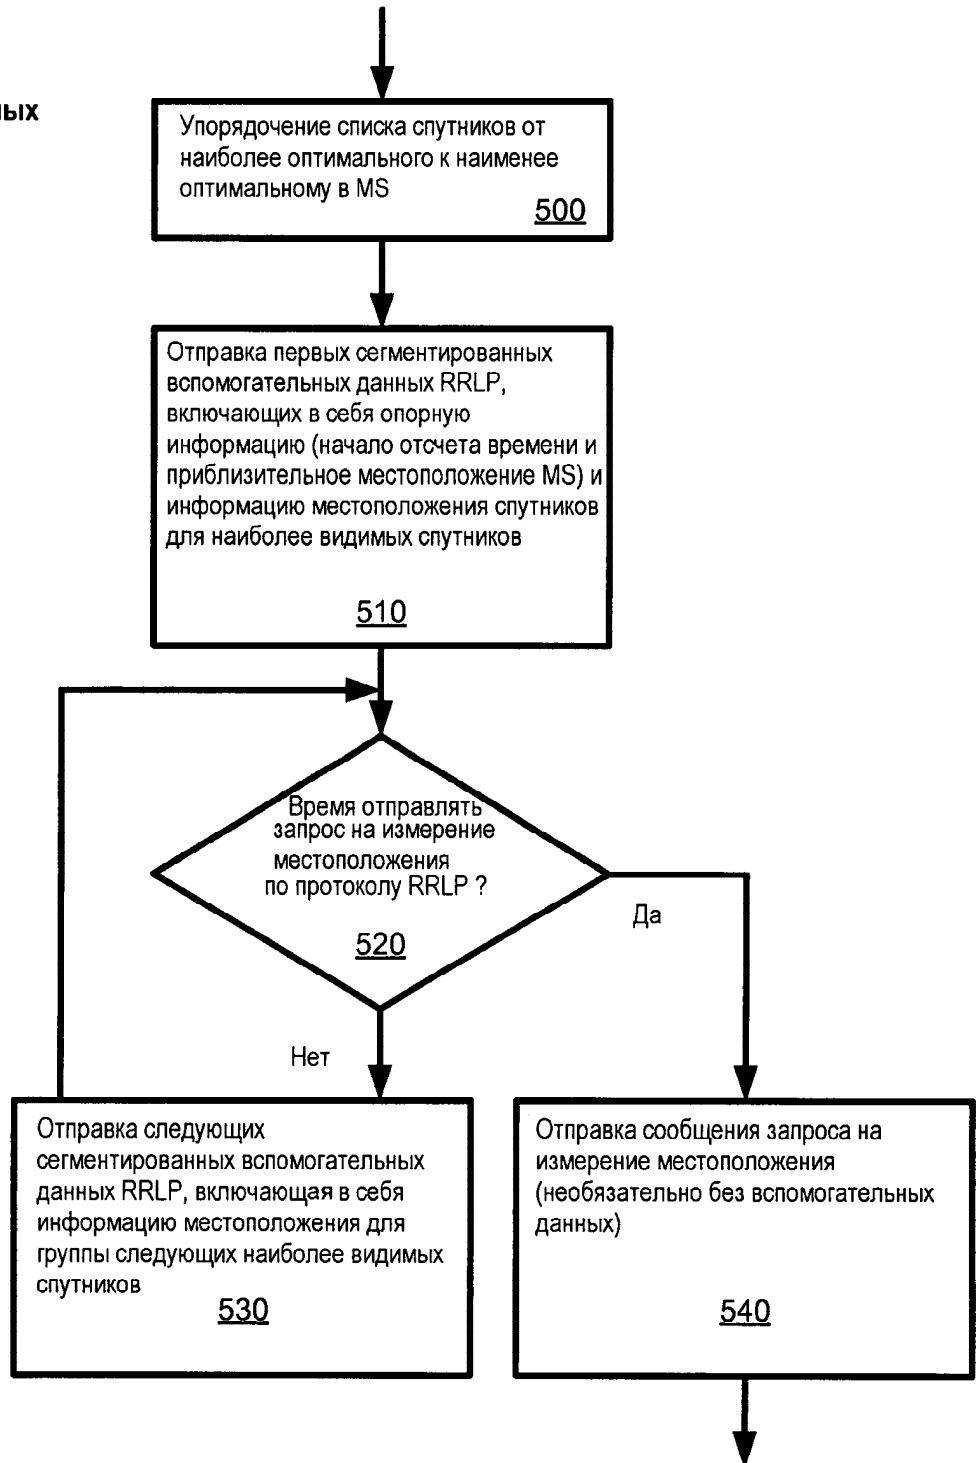 ных
Упорядочение списка спутников от
наиболее оптимального к наименее
оптимальному в MS
500
Отправка первых сегментированных
вспомогательных данных RRLP,
включающих в себя опорную
информацию (начало отсчета времени и
приблизительное местоположение MS) и
информацию местоположения спутников
для наиболее видимых спутников
510
Время отправлять
запрос на измерение
местоположения
по протоколу RRLP ?
520
Да
Нет
Отправка следующих
сегментированных вспомогательных
данных RRLP, включающая в себя
информацию местоположения для
группы следующих наиболее видимых
спутников
530
Отправка сообщения запроса на
измерение местоположения
(необязательно без вспомогательных
данных)
540